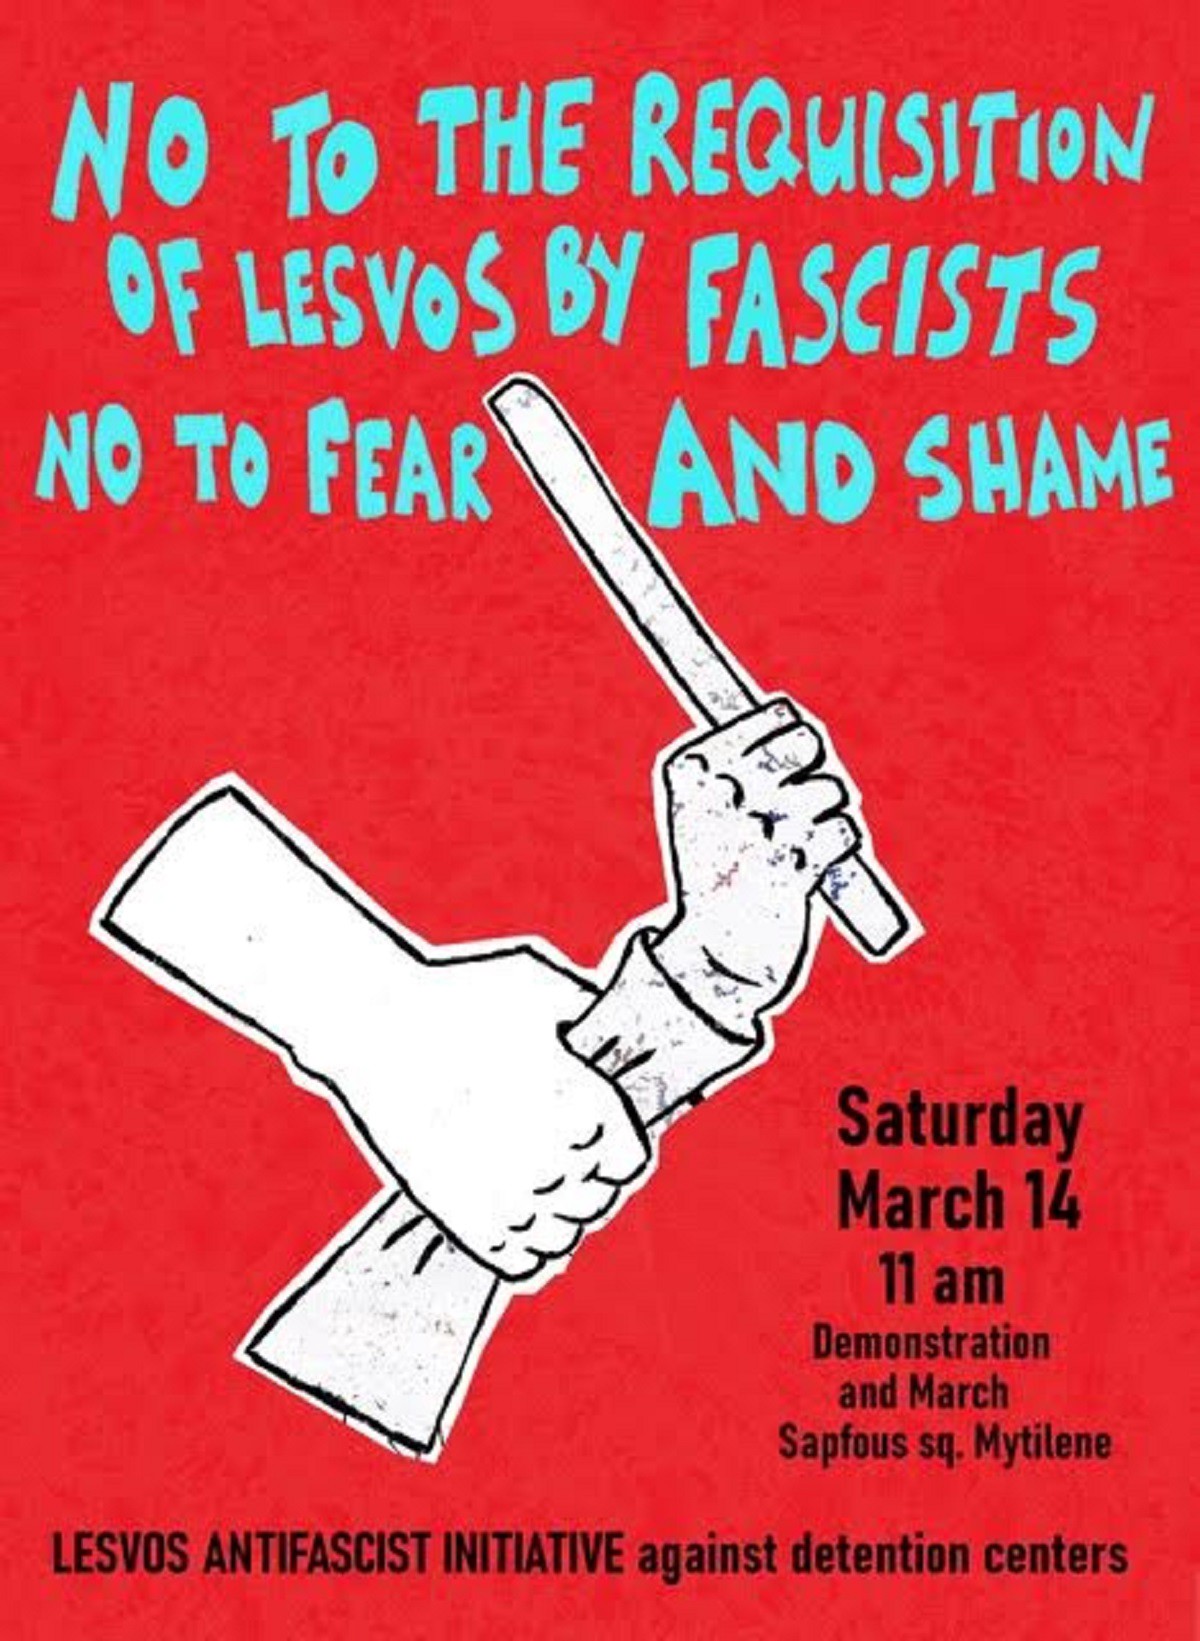 NO TO THE REQUISITION
OF LESVOS BY FASCISTS
NO TO FEAR AND SHAME
Saturday
March 14
11 am
Demonstration
and March
Sapfous sq. Mytilene
LESVOS ANTIFASCIST INITIATIVE against detention centers